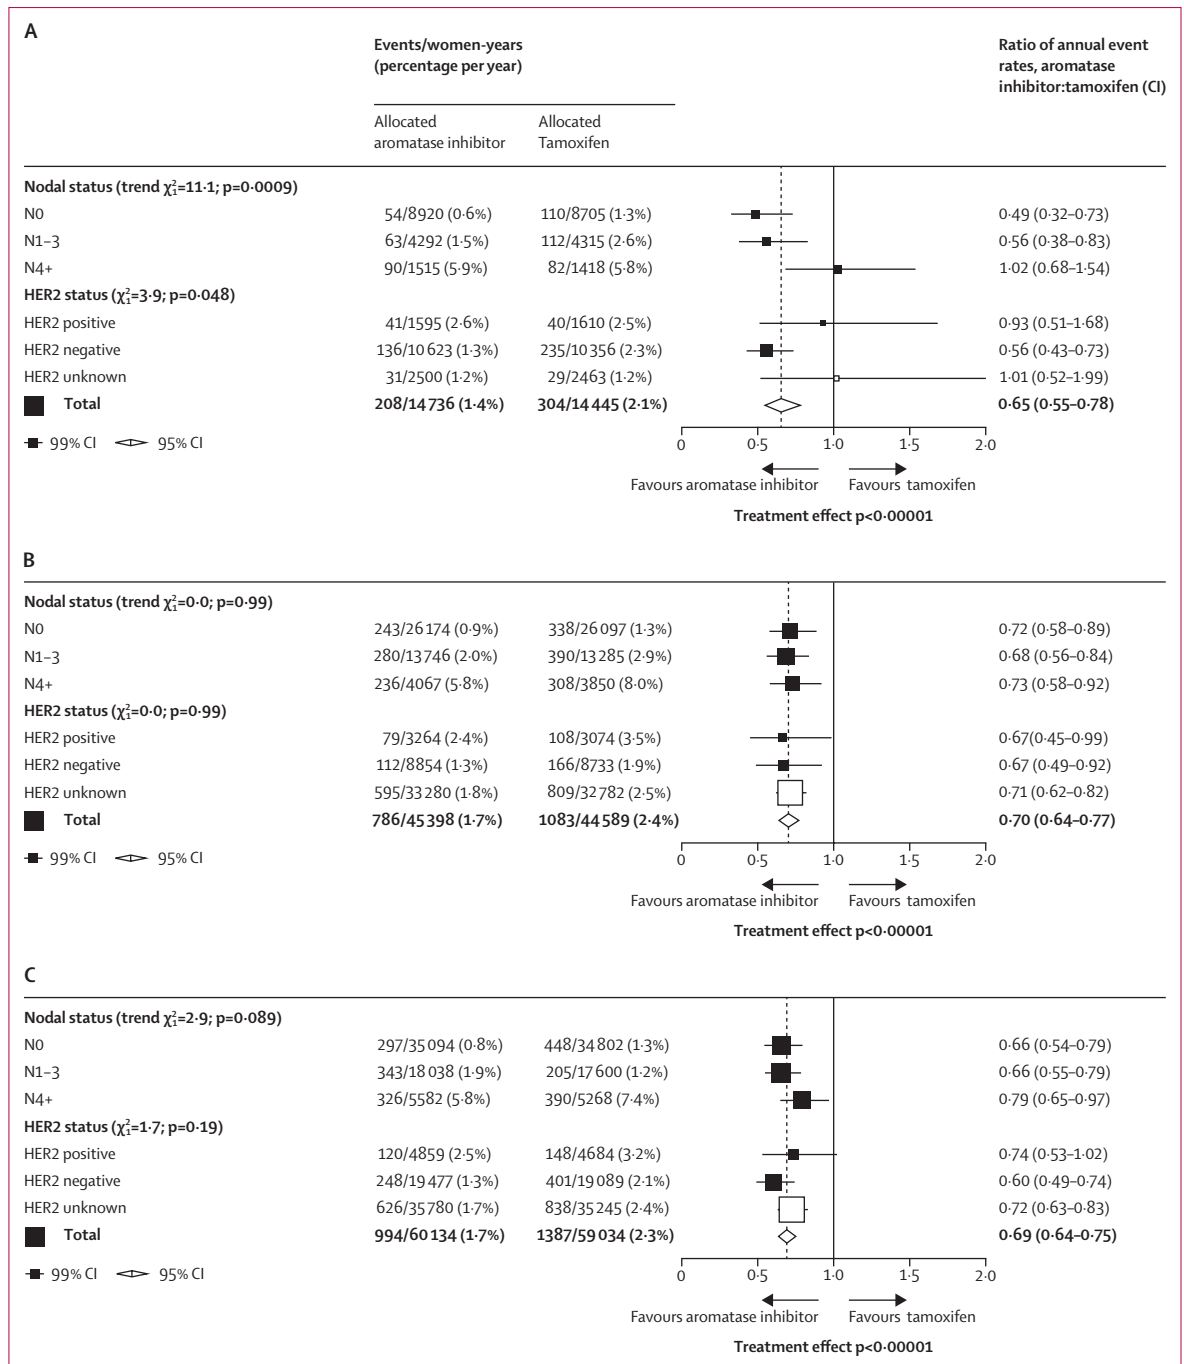 A
Events/women-years
(percentage per year)
Ratio of annual event
rates, aromatase
inhibitor:tamoxifen (CI)
Allocated
aromatase inhibitor
Allocated
Tamoxifen
Nodal status (trend χ²₁=11·1; p=0·0009)
N0 54/8920 (0·6%) 110/8705 (1·3%) 0·49 (0·32–0·73)
N1–3 63/4292 (1·5%) 112/4315 (2·6%) 0·56 (0·38–0·83)
N4+ 90/1515 (5·9%) 82/1418 (5·8%) 1·02 (0·68–1·54)
HER2 status (χ²₁=3·9; p=0·048)
HER2 positive 41/1595 (2·6%) 40/1610 (2·5%) 0·93 (0·51–1·68)
HER2 negative 136/10 623 (1·3%) 235/10 356 (2·3%) 0·56 (0·43–0·73)
HER2 unknown 31/2500 (1·2%) 29/2463 (1·2%) 1·01 (0·52–1·99)
Total 208/14 736 (1·4%) 304/14 445 (2·1%) 0·65 (0·55–0·78)
99% CI 95% CI
0 0·5 1·0 1·5 2·0
Favours aromatase inhibitor Favours tamoxifen
Treatment effect p<0·00001
B
Nodal status (trend χ²₁=0·0; p=0·99)
N0 243/26 174 (0·9%) 338/26 097 (1·3%) 0·72 (0·58–0·89)
N1–3 280/13 746 (2·0%) 390/13 285 (2·9%) 0·68 (0·56–0·84)
N4+ 236/4067 (5·8%) 308/3850 (8·0%) 0·73 (0·58–0·92)
HER2 status (χ²₁=0·0; p=0·99)
HER2 positive 79/3264 (2·4%) 108/3074 (3·5%) 0·67(0·45–0·99)
HER2 negative 112/8854 (1·3%) 166/8733 (1·9%) 0·67 (0·49–0·92)
HER2 unknown 595/33 280 (1·8%) 809/32 782 (2·5%) 0·71 (0·62–0·82)
Total 786/45 398 (1·7%) 1083/44 589 (2·4%) 0·70 (0·64–0·77)
99% CI 95% CI
0 0·5 1·0 1·5 2·0
Favours aromatase inhibitor Favours tamoxifen
Treatment effect p<0·00001
C
Nodal status (trend χ²₁=2·9; p=0·089)
N0 297/35 094 (0·8%) 448/34 802 (1·3%) 0·66 (0·54–0·79)
N1–3 343/18 038 (1·9%) 205/17 600 (1·2%) 0·66 (0·55–0·79)
N4+ 326/5582 (5·8%) 390/5268 (7·4%) 0·79 (0·65–0·97)
HER2 status (χ²₁=1·7; p=0·19)
HER2 positive 120/4859 (2·5%) 148/4684 (3·2%) 0·74 (0·53–1·02)
HER2 negative 248/19 477 (1·3%) 401/19 089 (2·1%) 0·60 (0·49–0·74)
HER2 unknown 626/35 780 (1·7%) 838/35 245 (2·4%) 0·72 (0·63–0·83)
Total 994/60 134 (1·7%) 1387/59 034 (2·3%) 0·69 (0·64–0·75)
99% CI 95% CI
0 0·5 1·0 1·5 2·0
Favours aromatase inhibitor Favours tamoxifen
Treatment effect p<0·00001